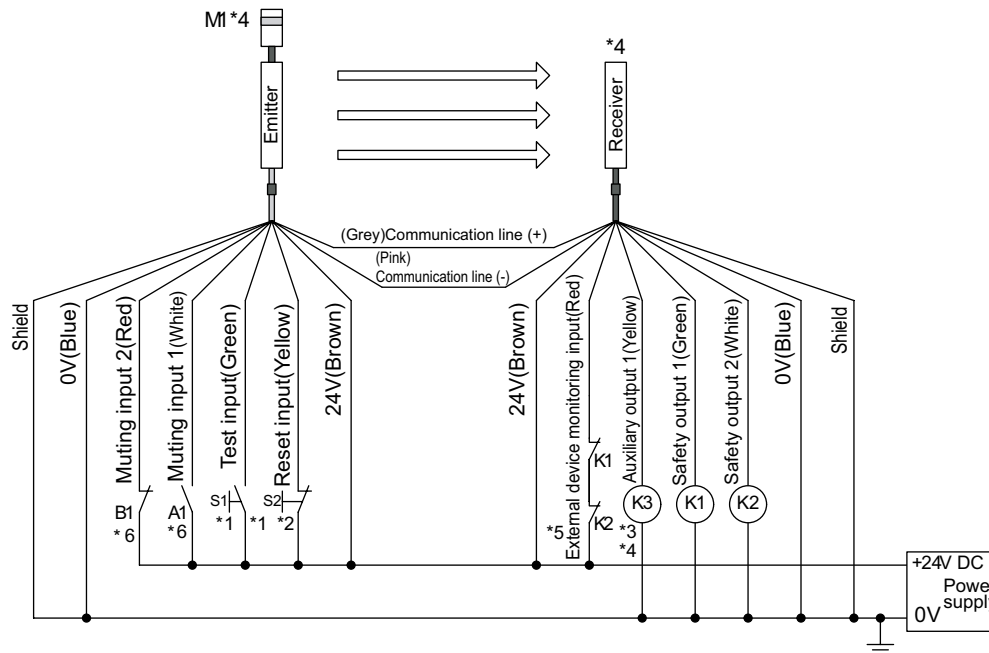 M1 *4
*4
Emitter
Receiver
(Grey)Communication line (+)
(Pink)
Communication line (-)
Shield
0V(Blue)
Muting input 2(Red)
Muting input 1(White)
Test input(Green)
Reset input(Yellow)
24V(Brown)
24V(Brown)
External device monitoring input(Red)
Auxiliary output 1(Yellow)
Safety output 1(Green)
Safety output 2(White)
0V(Blue)
Shield
B1
*6
A1
*6
S1
*1
*1
S2
*2
K1
*5
K2
K3
*3
*4
K1
K2
+24V DC
Powe
suppl
0V